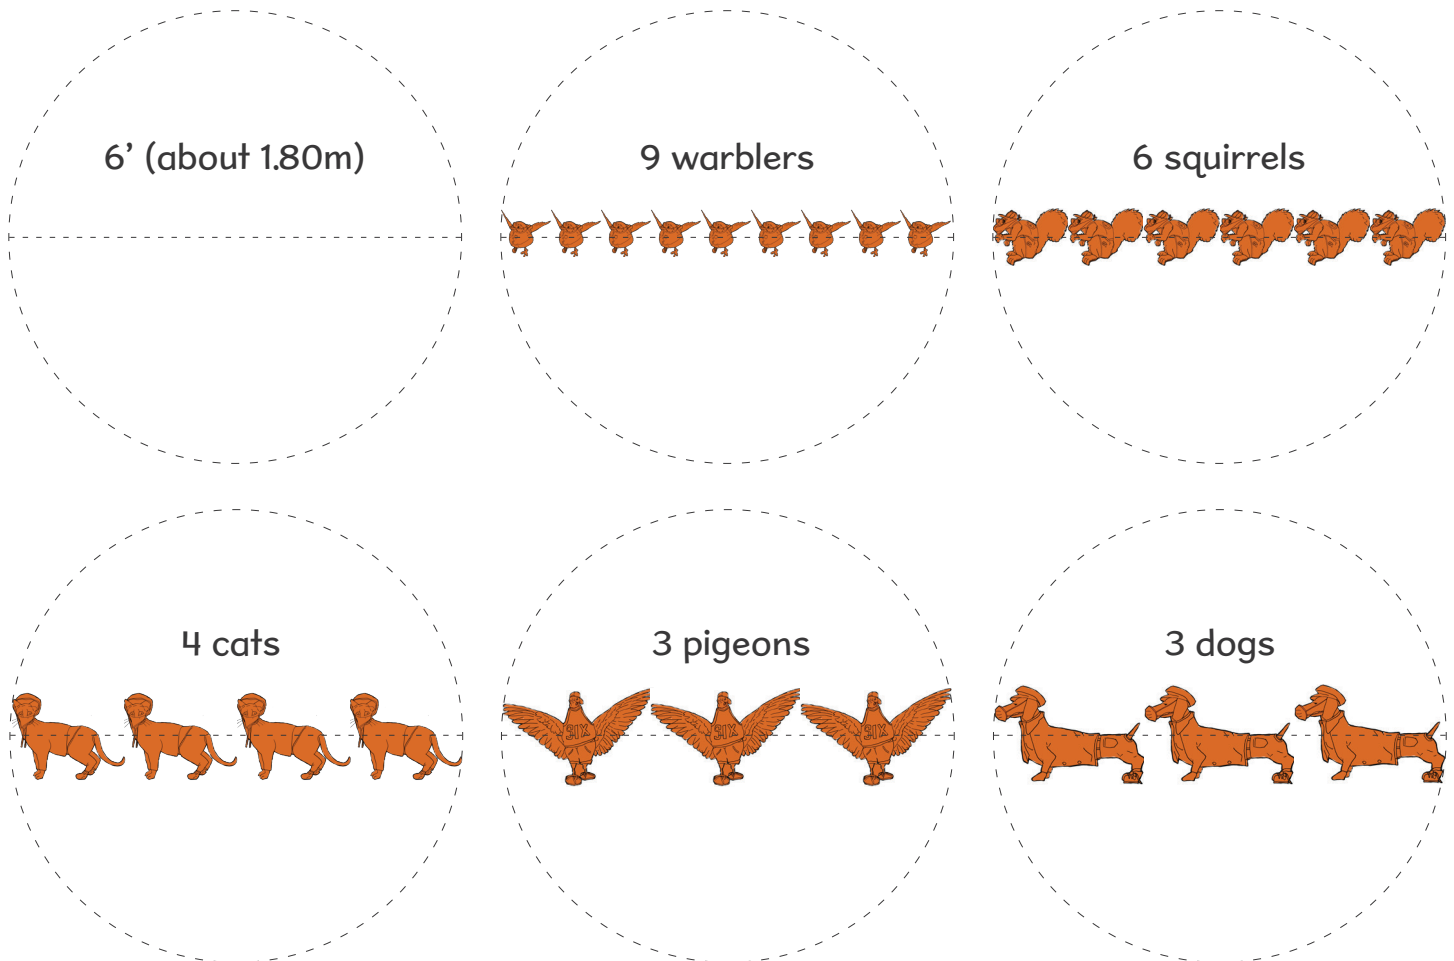 6’ (about 1.80m)
9 warblers
6 squirrels
4 cats
3 pigeons
3 dogs